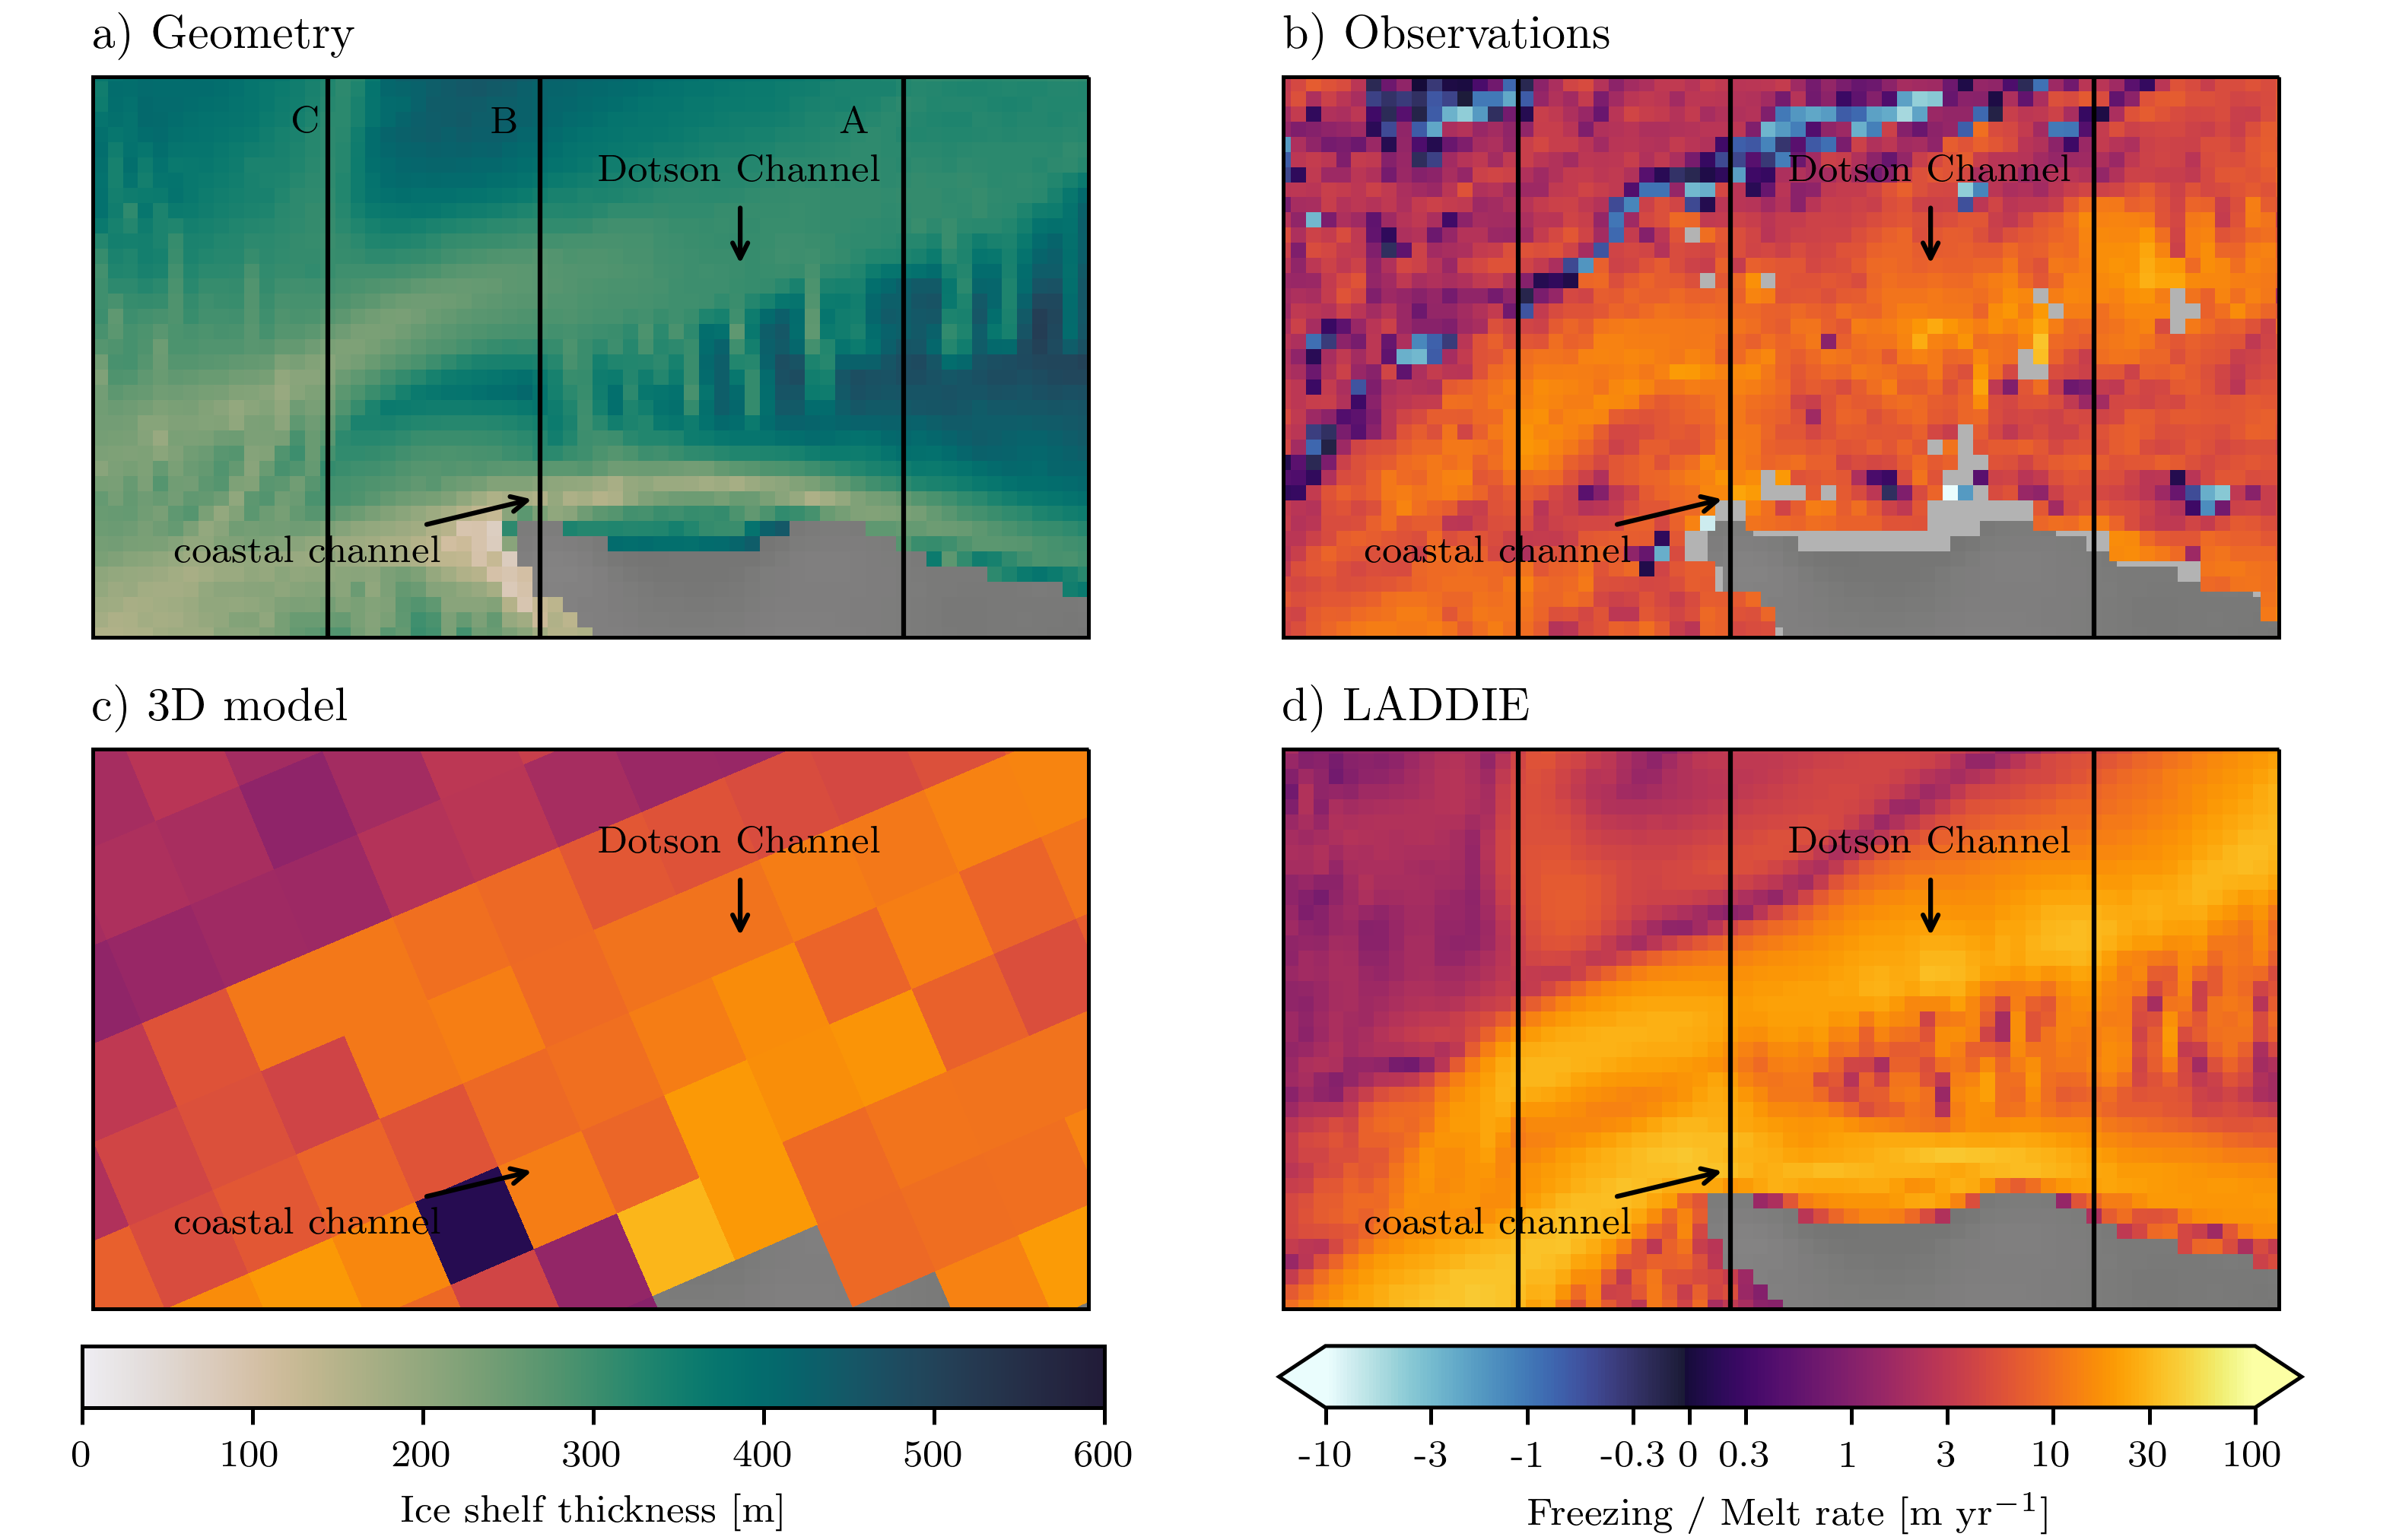 a) Geometry
C
B
A
Dotson Channel
coastal channel
b) Observations
Dotson Channel
coastal channel
c) 3D model
Dotson Channel
coastal channel
d) LADDIE
Dotson Channel
coastal channel
0 100 200 300 400 500 600
Ice shelf thickness [m]
-10 -3 -1 -0.3 0 0.3 1 3 10 30 100
Freezing / Melt rate [m yr⁻¹]